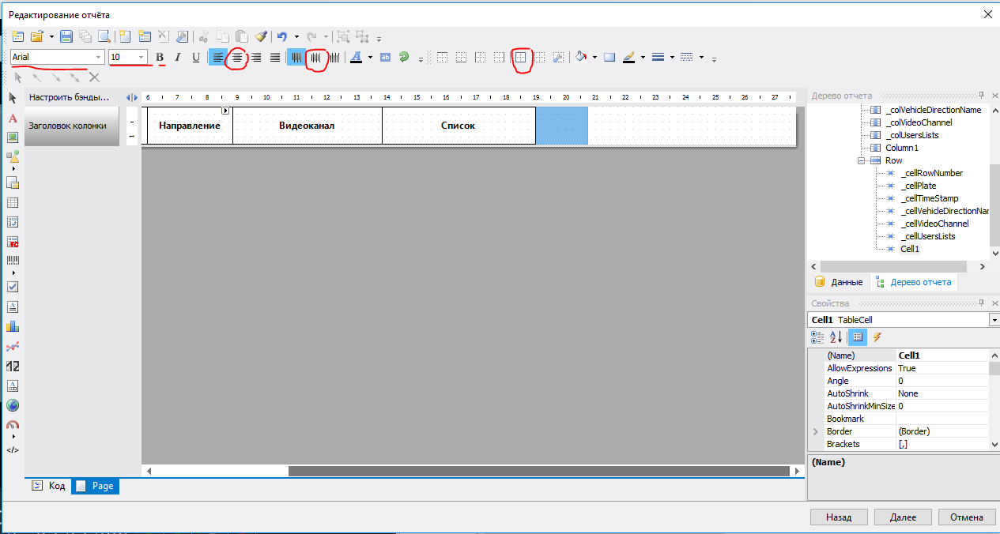 Редактирование отчёта
Arial
10
B I U
A
ab
Настроить бэнды...
6 7 8 9 10 11 12 13 14 15 16 17 18 19 20 21 22 23 24 25 26 27
Заголовок колонки
1
Направление
Видеоканал
Список
A
12
</>
Код
Page
Дерево отчета
_colVehicleDirectionName
_colVideoChannel
_colUsersLists
Column1
Row
_cellRowNumber
_cellPlate
_cellTimeStamp
_cellVehicleDirectionNar
_cellVideoChannel
_cellUsersLists
Cell1
Данные
Дерево отчета
Свойства
Cell1 TableCell
(Name) Cell1
AllowExpressions True
Angle 0
AutoShrink None
AutoShrinkMinSize 0
Bookmark
Border (Border)
Brackets [,]
(Name)
Назад
Далее
Отмена